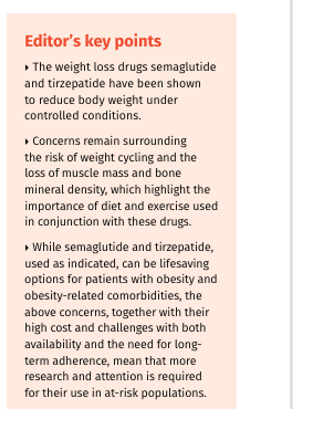 Editor's key points
▸ The weight loss drugs semaglutide
and tirzepatide have been shown
to reduce body weight under
controlled conditions.
▸ Concerns remain surrounding
the risk of weight cycling and the
loss of muscle mass and bone
mineral density, which highlight the
importance of diet and exercise used
in conjunction with these drugs.
▸ While semaglutide and tirzepatide,
used as indicated, can be lifesaving
options for patients with obesity and
obesity-related comorbidities, the
above concerns, together with their
high cost and challenges with both
availability and the need for long-
term adherence, mean that more
research and attention is required
for their use in at-risk populations.